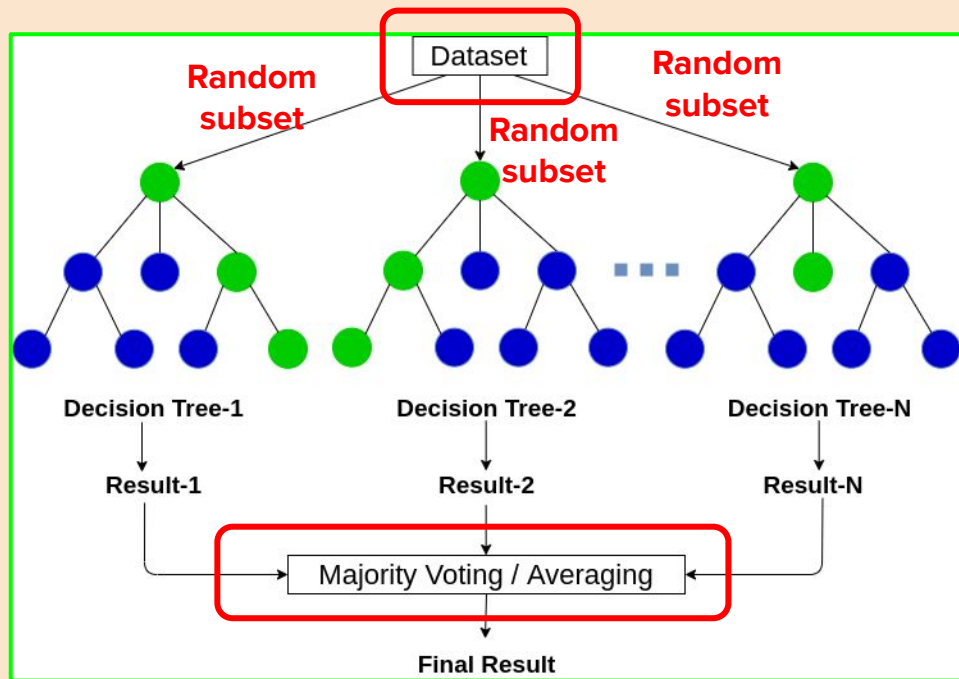 Dataset
Random
subset
Random
subset
Random
subset
Decision Tree-1
Decision Tree-2
Decision Tree-N
Result-1
Result-2
Result-N
Majority Voting / Averaging
Final Result